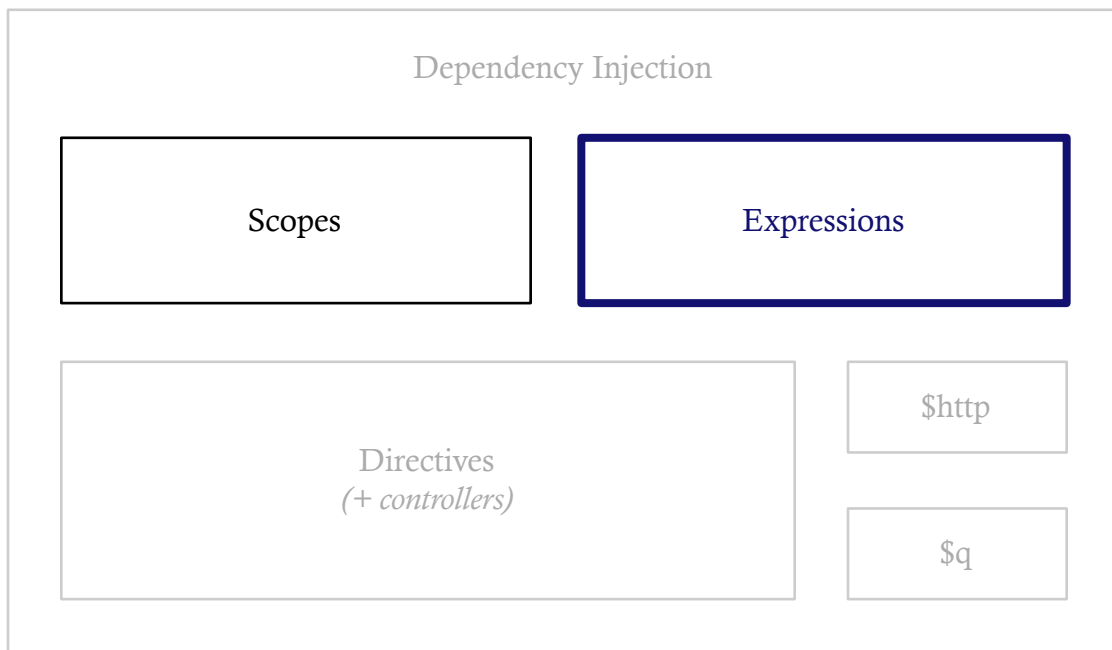 Dependency Injection
Scopes
Expressions
Directives
(+ controllers)
$http
$q